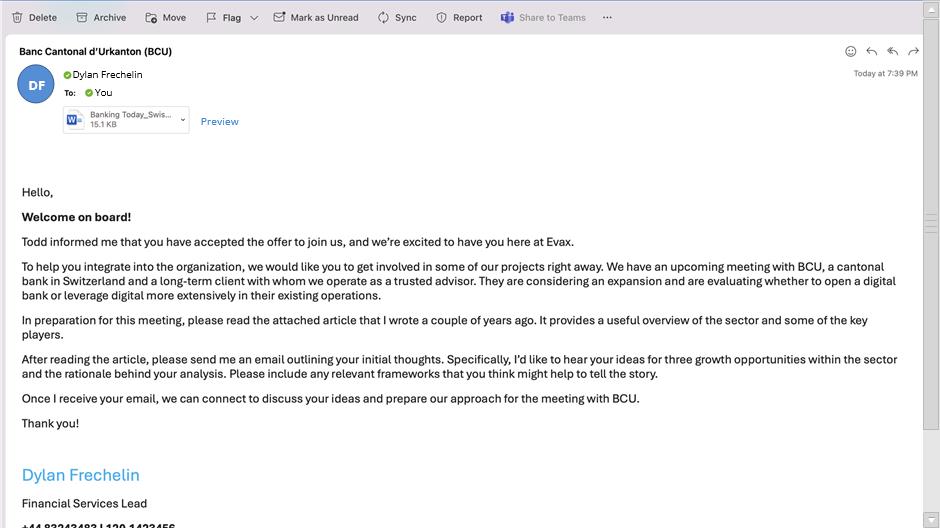 Delete Archive Move Flag Mark as Unread Sync Report Share to Teams ...
Banc Cantonal d'Urkanton (BCU)
DF
Dylan Frechelin
Today at 7:39 PM
To: You
W
Banking Today_Swis...
15.1 KB
Preview
Hello,
Welcome on board!
Todd informed me that you have accepted the offer to join us, and we're excited to have you here at Evax.
To help you integrate into the organization, we would like you to get involved in some of our projects right away. We have an upcoming meeting with BCU, a cantonal
bank in Switzerland and a long-term client with whom we operate as a trusted advisor. They are considering an expansion and are evaluating whether to open a digital
bank or leverage digital more extensively in their existing operations.
In preparation for this meeting, please read the attached article that I wrote a couple of years ago. It provides a useful overview of the sector and some of the key
players.
After reading the article, please send me an email outlining your initial thoughts. Specifically, I'd like to hear your ideas for three growth opportunities within the sector
and the rationale behind your analysis. Please include any relevant frameworks that you think might help to tell the story.
Once I receive your email, we can connect to discuss your ideas and prepare our approach for the meeting with BCU.
Thank you!
Dylan Frechelin
Financial Services Lead